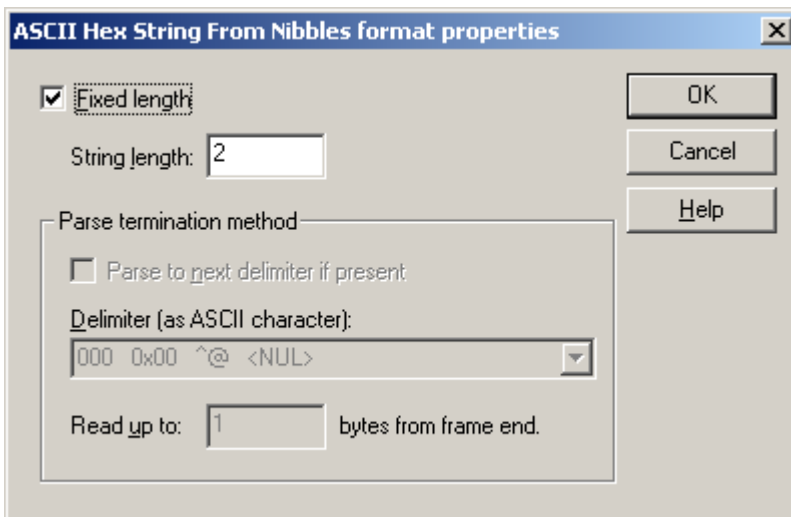 ASCII Hex String From Nibbles format properties
Fixed length
OK
String length: 2
Cancel
Help
Parse termination method
Parse to next delimiter if present
Delimiter (as ASCII character):
000 0x00 ^@ <NUL>
Read up to: 1 bytes from frame end.